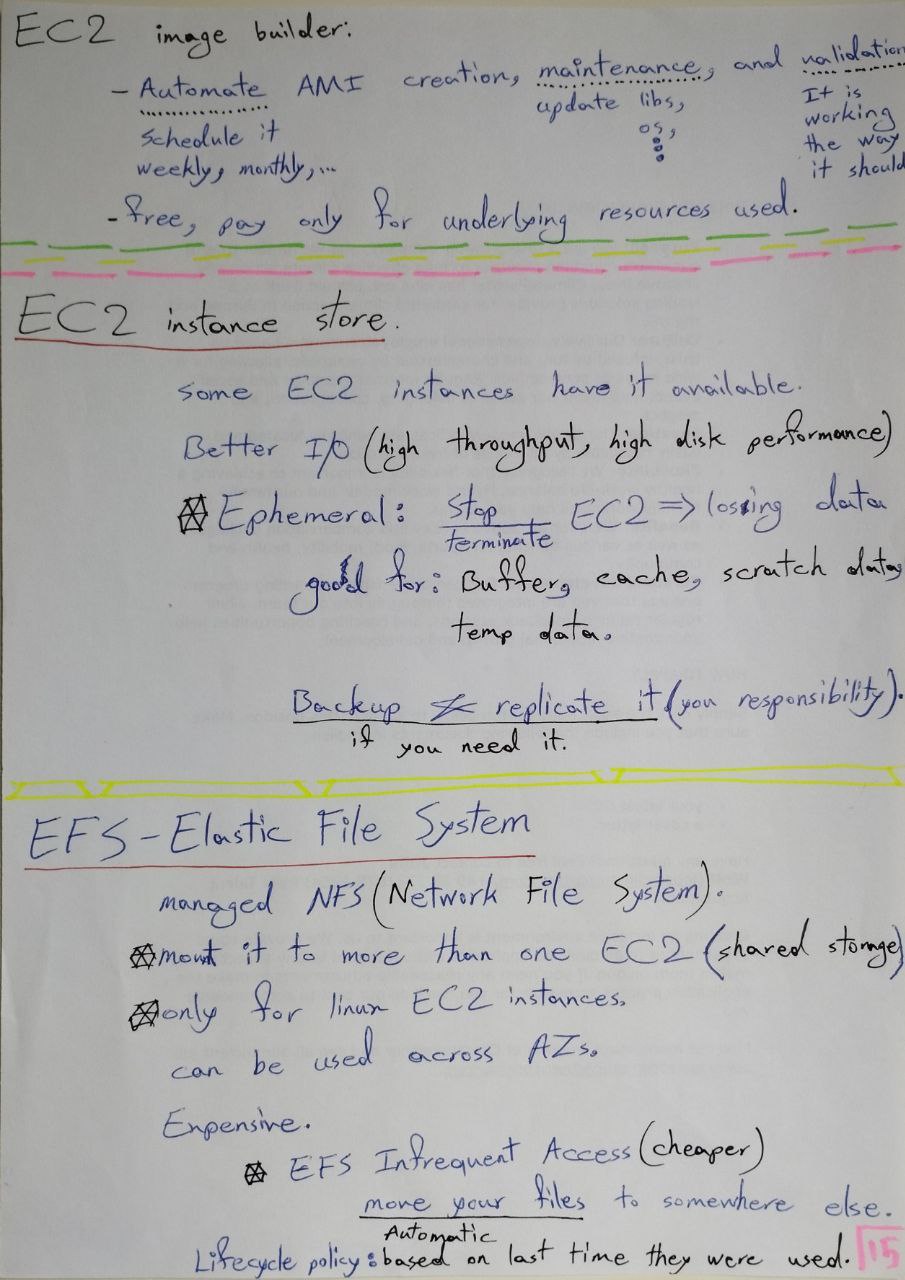 EC2 image builder:
- Automate AMI creation, maintenance, and validation
schedule it
weekly, monthly,...
update libs,
os,
It is
working
the way
it should
- free, pay only for underlying resources used.
EC2 instance store.
some EC2 instances have it available.
Better I/O (high throughput, high disk performance)
Ephemeral: stop EC2 => lossing data
terminate
good for: Buffer, cache, scratch data,
temp data.
Backup & replicate it (you responsibility).
if you need it.
EFS - Elastic File System
managed NFS (Network File System).
mount it to more than one EC2 (shared storage)
only for linux EC2 instances.
can be used across AZs.
Expensive.
EFS Infrequent Access (cheaper)
move your files to somewhere else.
Automatic
Lifecycle policy: based on last time they were used.
15